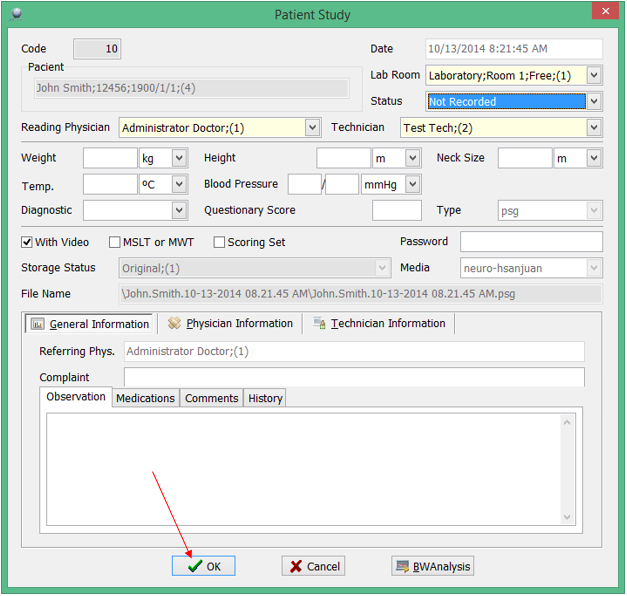 Patient Study
Code 10 Date 10/13/2014 8:21:45 AM
Pacient
John Smith;12456;1900/1/1;(4)
Lab Room Laboratory;Room 1;Free;(1)
Status Not Recorded
Reading Physician Administrator Doctor;(1) Technician Test Tech;(2)
Weight kg Height m Neck Size m
Temp. ºC Blood Pressure / mmHg
Diagnostic Questionary Score Type psg
With Video MSLT or MWT Scoring Set Password
Storage Status Original;(1) Media neuro-hsanjuan
File Name \John.Smith.10-13-2014 08.21.45 AM\John.Smith.10-13-2014 08.21.45 AM.psg
General Information Physician Information Technician Information
Referring Phys. Administrator Doctor;(1)
Complaint
Observation Medications Comments History
OK Cancel BWAnalysis